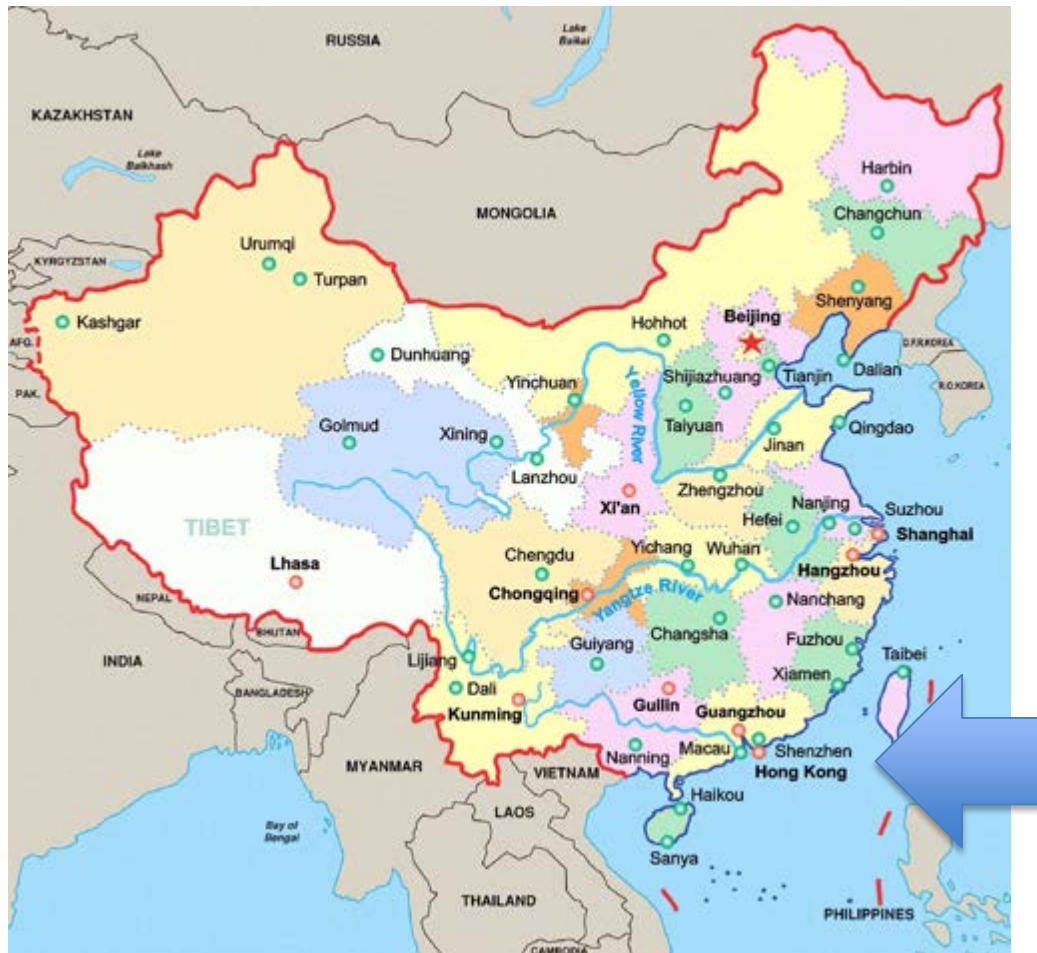 RUSSIA
Lake
Baikal
KAZAKHSTAN
Lake
Balkhash
MONGOLIA
Harbin
Changchun
Urumqi
Turpan
KYRGYZSTAN
Kashgar
AFG.
PAK.
Dunhuang
Hohhot
Beijing
Shenyang
D.P.R.KOREA
R.O.KOREA
Yinchuan
Yellow River
Shijiazhuang
Tianjin
Dalian
Golmud
Xining
Taiyuan
Jinan
Qingdao
Lanzhou
Zhengzhou
Xi'an
Nanjing
Suzhou
Hefei
Shanghai
TIBET
Chengdu
Yichang
Wuhan
Hangzhou
Lhasa
Chongqing
Yangtze River
Nanchang
NEPAL
BHUTAN
Guiyang
Changsha
Fuzhou
Taibei
INDIA
Lijiang
Xiamen
BANGLADESH
Dali
Kunming
Guilin
Guangzhou
Nanning
Macau
Shenzhen
Hong Kong
MYANMAR
VIETNAM
Haikou
LAOS
Bay of
Bengal
Sanya
THAILAND
PHILIPPINES
CAMBODIA